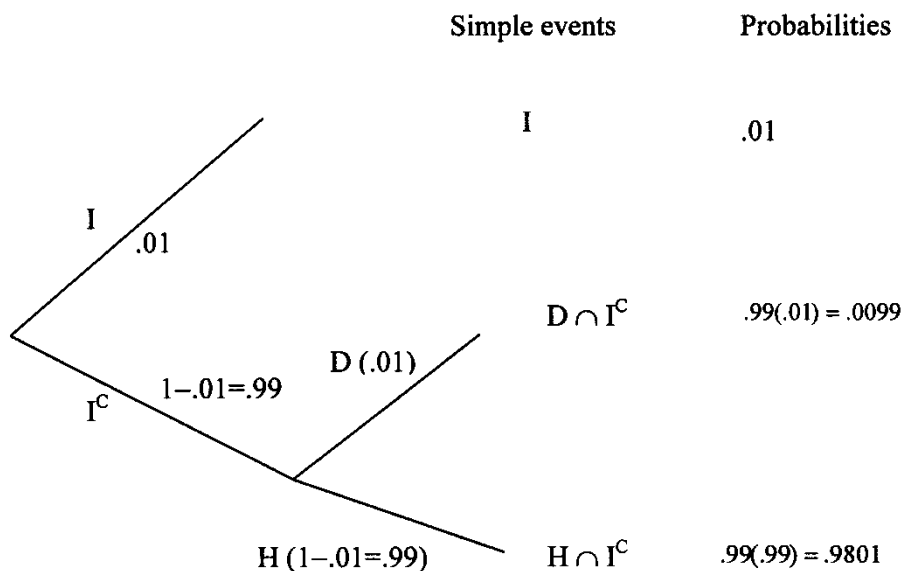 Simple events Probabilities
I .01
I
.01
D ∩ I^C .99(.01) = .0099
D (.01)
1–.01=.99
I^C
H (1–.01=.99) H ∩ I^C .99(.99) = .9801